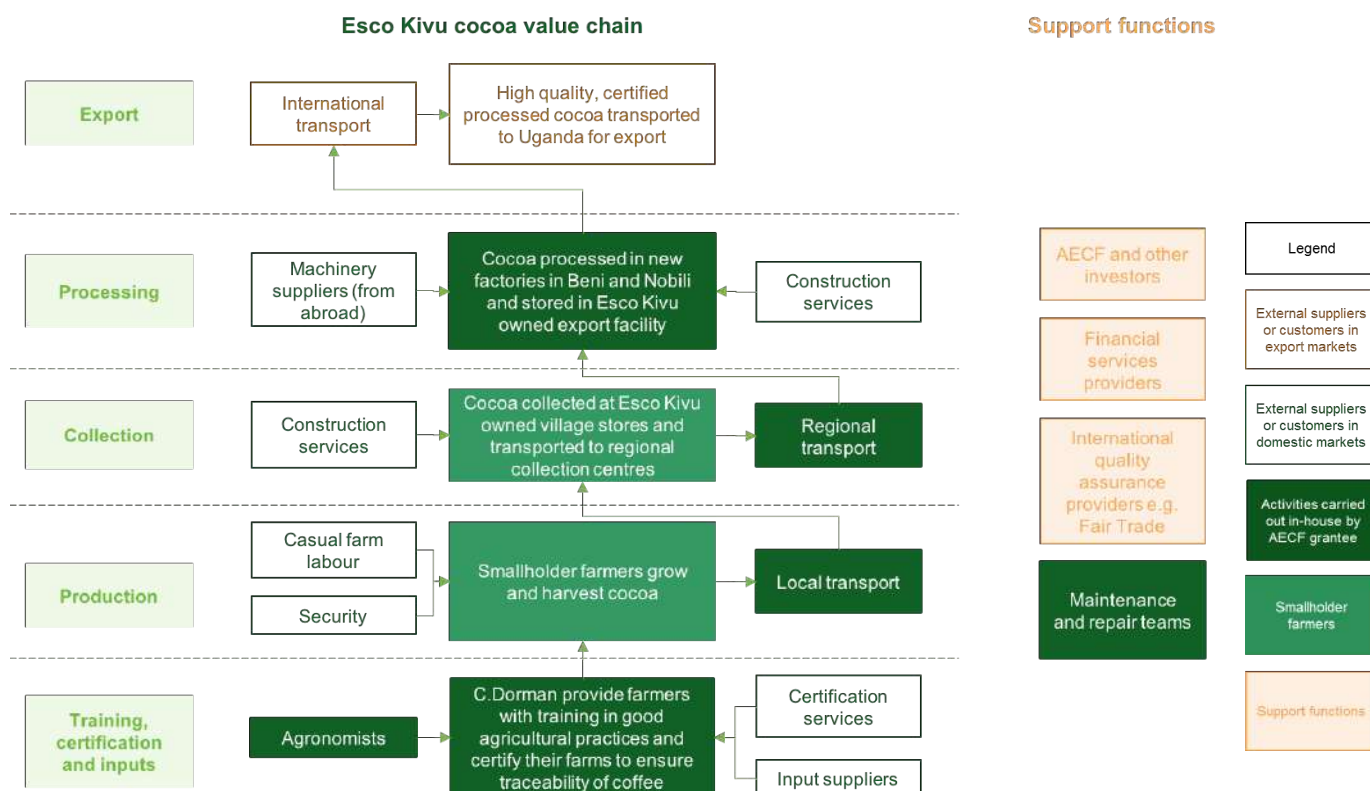 Esco Kivu cocoa value chain
Support functions
Export
International
transport
High quality, certified
processed cocoa transported
to Uganda for export
Processing
Machinery
suppliers (from
abroad)
Cocoa processed in new
factories in Beni and Nobili
and stored in Esco Kivu
owned export facility
Construction
services
Collection
Construction
services
Cocoa collected at Esco Kivu
owned village stores and
transported to regional
collection centres
Regional
transport
Production
Casual farm
labour
Security
Smallholder farmers grow
and harvest cocoa
Local transport
Training,
certification
and inputs
Agronomists
C.Dorman provide farmers
with training in good
agricultural practices and
certify their farms to ensure
traceability of coffee
Certification
services
Input suppliers
AECF and other
investors
Financial
services
providers
International
quality
assurance
providers e.g.
Fair Trade
Maintenance
and repair teams
Legend
External suppliers
or customers in
export markets
External suppliers
or customers in
domestic markets
Activities carried
out in-house by
AECF grantee
Smallholder
farmers
Support functions